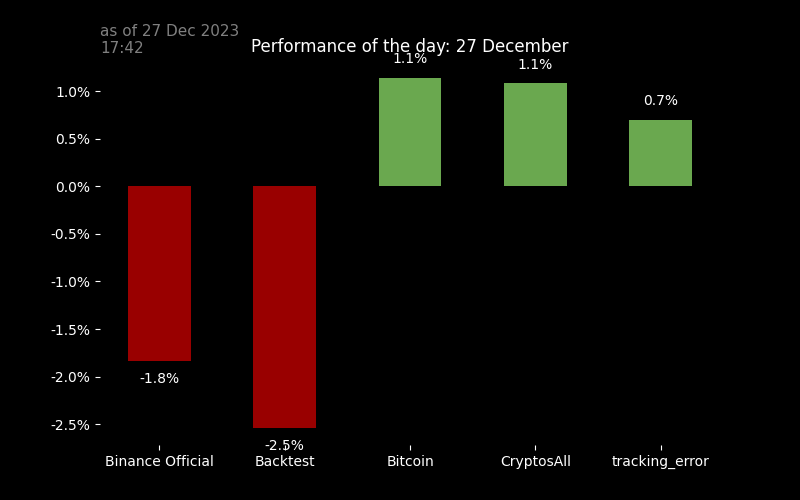 as of 27 Dec 2023
17:42
Performance of the day: 27 December
1.1%
1.1%
1.0%
0.7%
0.5%
0.0%
-0.5%
-1.0%
-1.5%
-2.0%
-1.8%
-2.5%
-2.5%
Binance Official
Backtest
Bitcoin
CryptosAll
tracking_error